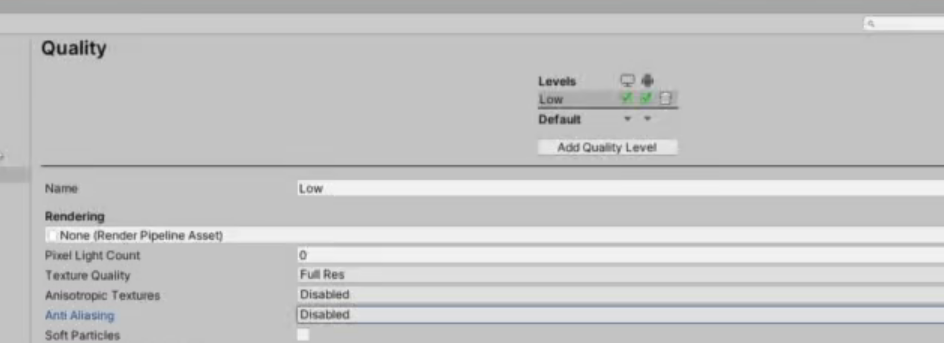 Quality
Levels
Low
Default
Add Quality Level
Name Low
Rendering
None (Render Pipeline Asset)
Pixel Light Count 0
Texture Quality Full Res
Anisotropic Textures Disabled
Anti Aliasing Disabled
Soft Particles